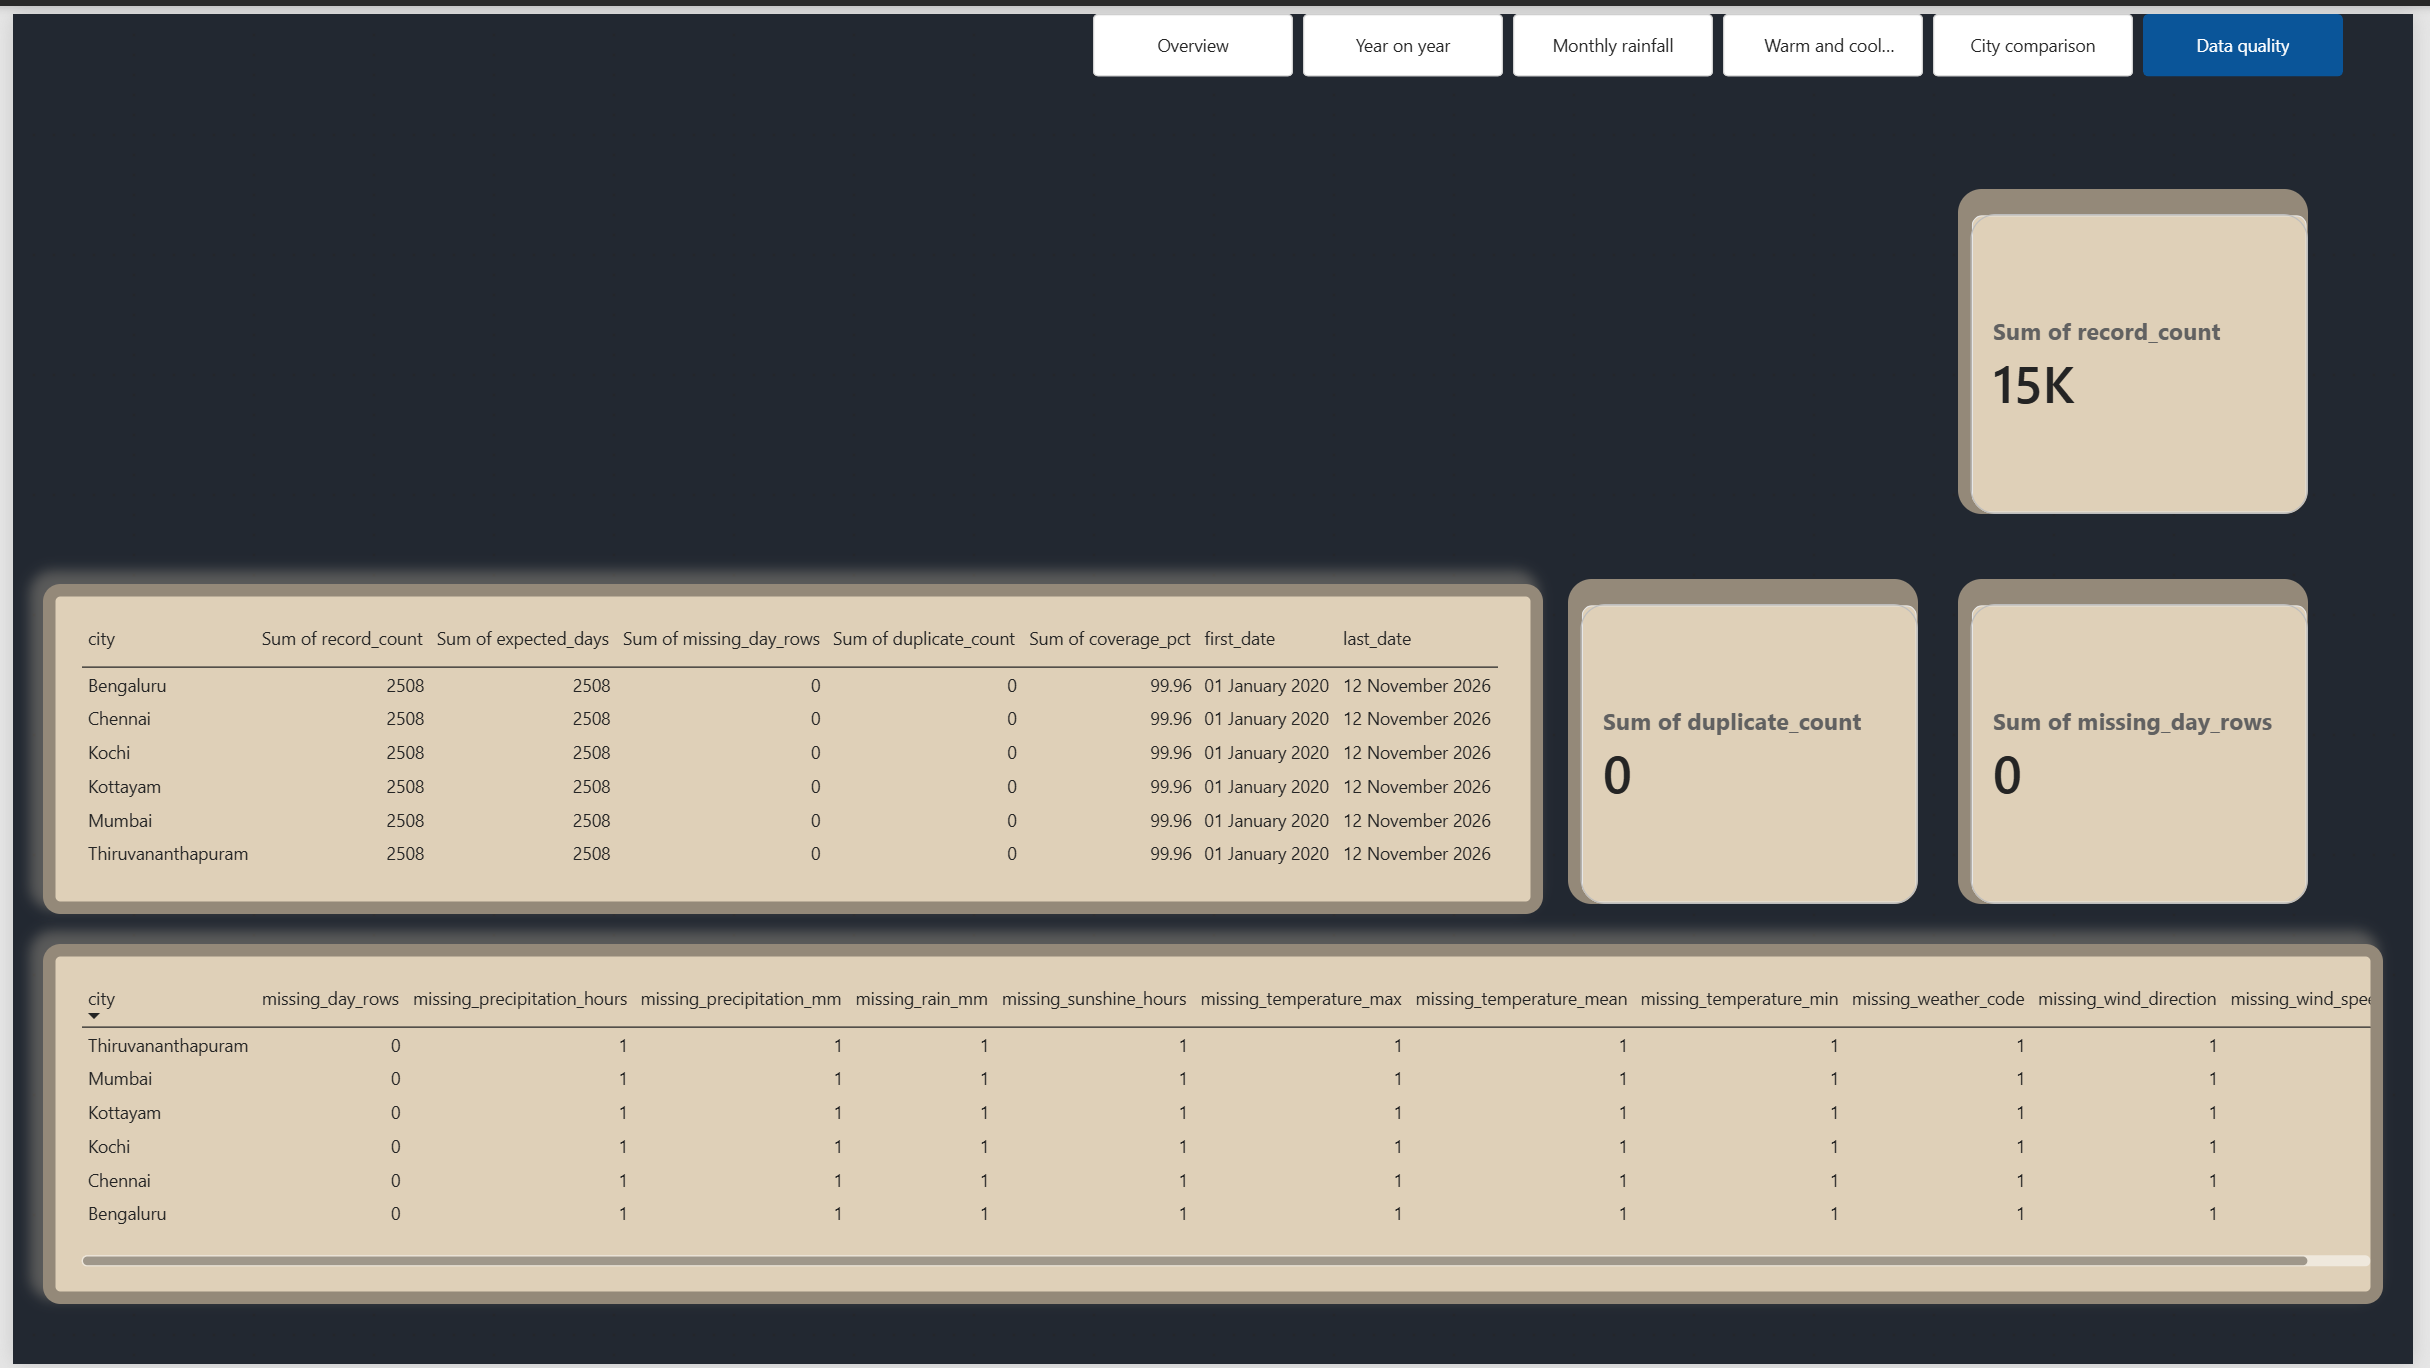 Overview Year on year Monthly rainfall Warm and cool... City comparison Data quality
Sum of record_count
15K
city Sum of record_count Sum of expected_days Sum of missing_day_rows Sum of duplicate_count Sum of coverage_pct first_date last_date
Bengaluru 2508 2508 0 0 99.96 01 January 2020 12 November 2026
Chennai 2508 2508 0 0 99.96 01 January 2020 12 November 2026
Kochi 2508 2508 0 0 99.96 01 January 2020 12 November 2026
Kottayam 2508 2508 0 0 99.96 01 January 2020 12 November 2026
Mumbai 2508 2508 0 0 99.96 01 January 2020 12 November 2026
Thiruvananthapuram 2508 2508 0 0 99.96 01 January 2020 12 November 2026
Sum of duplicate_count
0
Sum of missing_day_rows
0
city missing_day_rows missing_precipitation_hours missing_precipitation_mm missing_rain_mm missing_sunshine_hours missing_temperature_max missing_temperature_mean missing_temperature_min missing_weather_code missing_wind_direction missing_wind_spee
Thiruvananthapuram 0 1 1 1 1 1 1 1 1 1
Mumbai 0 1 1 1 1 1 1 1 1 1
Kottayam 0 1 1 1 1 1 1 1 1 1
Kochi 0 1 1 1 1 1 1 1 1 1
Chennai 0 1 1 1 1 1 1 1 1 1
Bengaluru 0 1 1 1 1 1 1 1 1 1